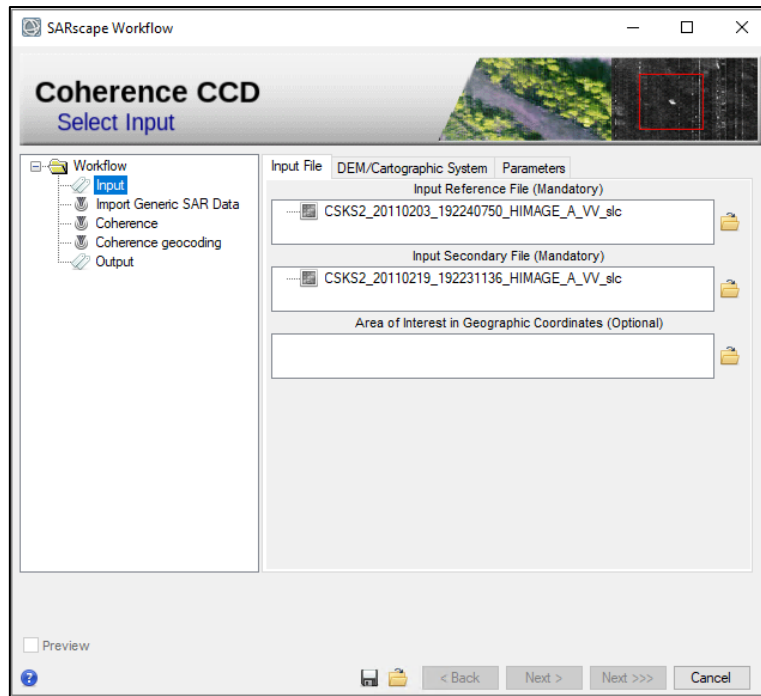 SARscape Workflow
Coherence CCD
Select Input
Workflow
Input
Import Generic SAR Data
Coherence
Coherence geocoding
Output
Input File DEM/Cartographic System Parameters
Input Reference File (Mandatory)
CSKS2_20110203_192240750_HIMAGE_A_VV_slc
Input Secondary File (Mandatory)
CSKS2_20110219_192231136_HIMAGE_A_VV_slc
Area of Interest in Geographic Coordinates (Optional)
Preview
< Back Next > Next >>> Cancel